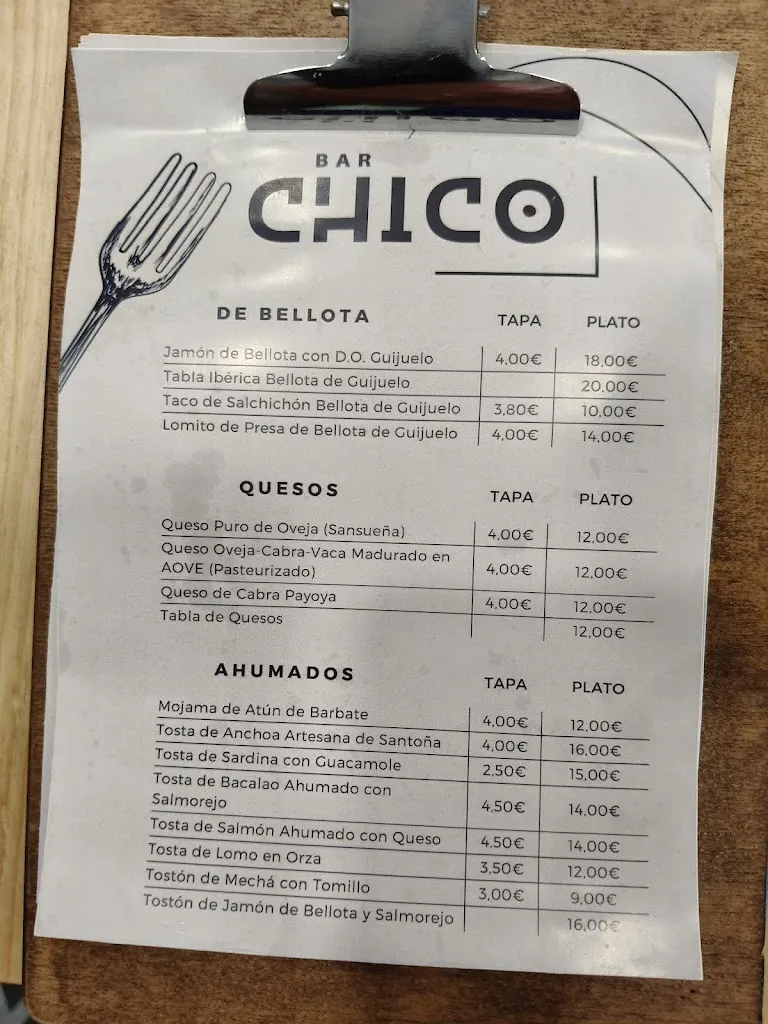 BAR
CHICO
DE BELLOTA TAPA PLATO
Jamón de Bellota con D.O. Guijuelo 4,00€ 18,00€
Tabla Ibérica Bellota de Guijuelo 20,00€
Taco de Salchichón Bellota de Guijuelo 3,80€ 10,00€
Lomito de Presa de Bellota de Guijuelo 4,00€ 14,00€
QUESOS TAPA PLATO
Queso Puro de Oveja (Sansueña) 4,00€ 12,00€
Queso Oveja-Cabra-Vaca Madurado en
AOVE (Pasteurizado) 4,00€ 12,00€
Queso de Cabra Payoya 4,00€ 12,00€
Tabla de Quesos 12,00€
AHUMADOS TAPA PLATO
Mojama de Atún de Barbate 4,00€ 12,00€
Tosta de Anchoa Artesana de Santoña 4,00€ 16,00€
Tosta de Sardina con Guacamole 2,50€ 15,00€
Tosta de Bacalao Ahumado con
Salmorejo 4,50€ 14,00€
Tosta de Salmón Ahumado con Queso 4,50€ 14,00€
Tosta de Lomo en Orza 3,50€ 12,00€
Tostón de Mechá con Tomillo 3,00€ 9,00€
Tostón de Jamón de Bellota y Salmorejo 16,00€